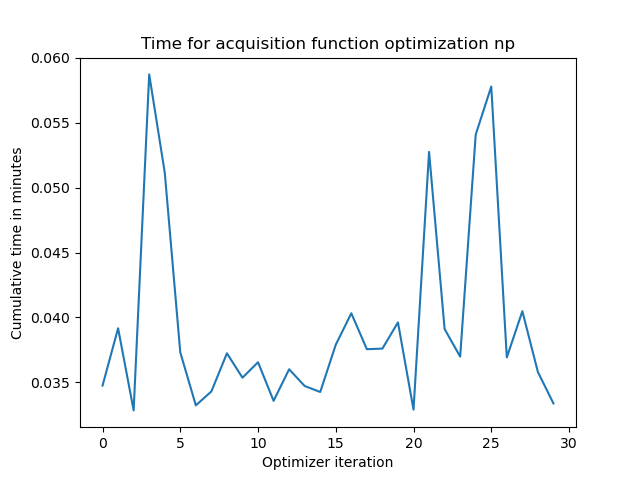 Time for acquisition function optimization np
0.060
0.055
0.050
0.045
0.040
0.035
Cumulative time in minutes
0 5 10 15 20 25 30
Optimizer iteration